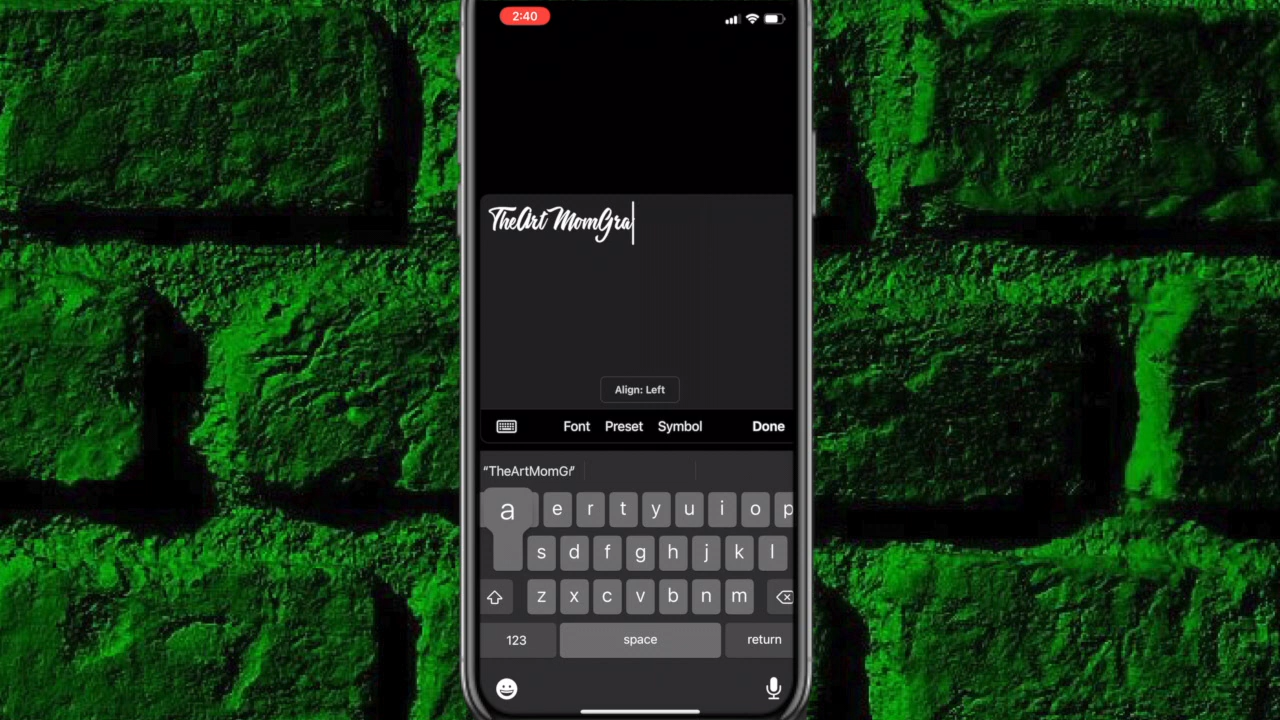 2:40
TheArt MomGra
Align: Left
Font Preset Symbol Done
"TheArtMomGr"
a e r t y u i o p
s d f g h j k l
z x c v b n m
123 space return